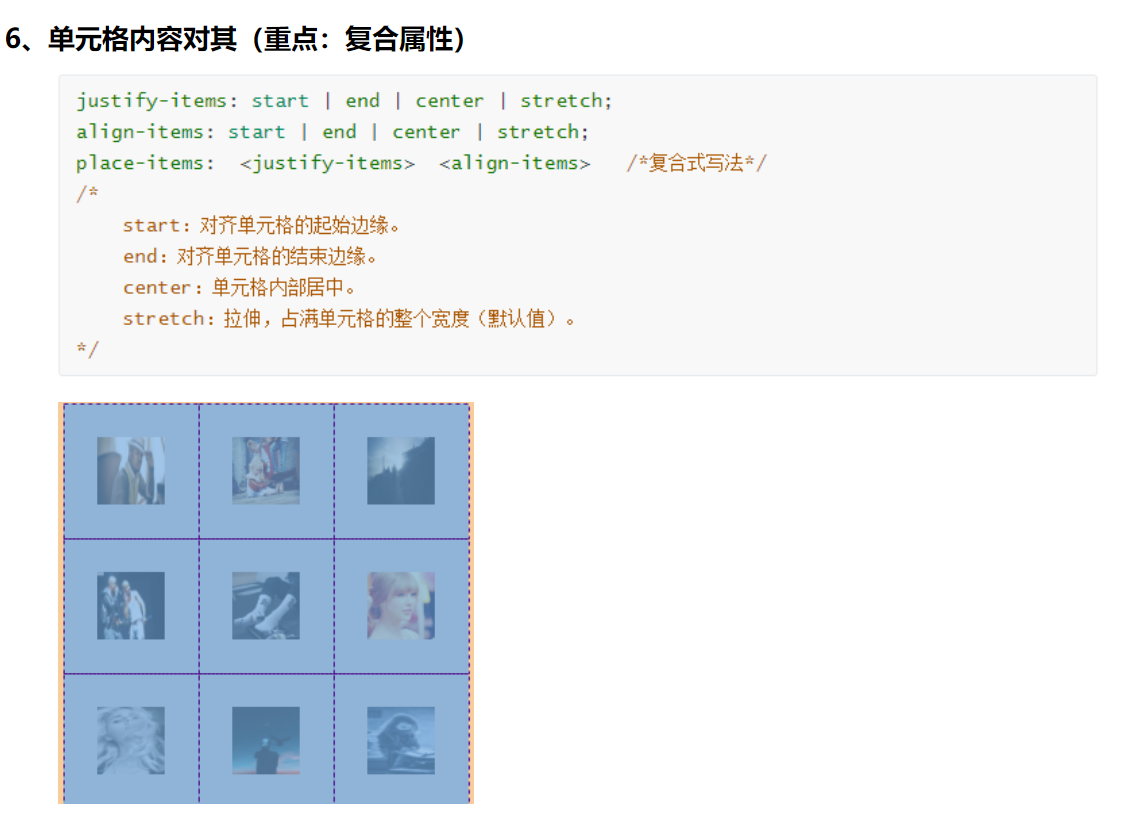 6、单元格内容对其（重点：复合属性）
justify-items: start | end | center | stretch;
align-items: start | end | center | stretch;
place-items: <justify-items> <align-items> /*复合式写法*/
/*
start：对齐单元格的起始边缘。
end：对齐单元格的结束边缘。
center：单元格内部居中。
stretch：拉伸，占满单元格的整个宽度（默认值）。
*/